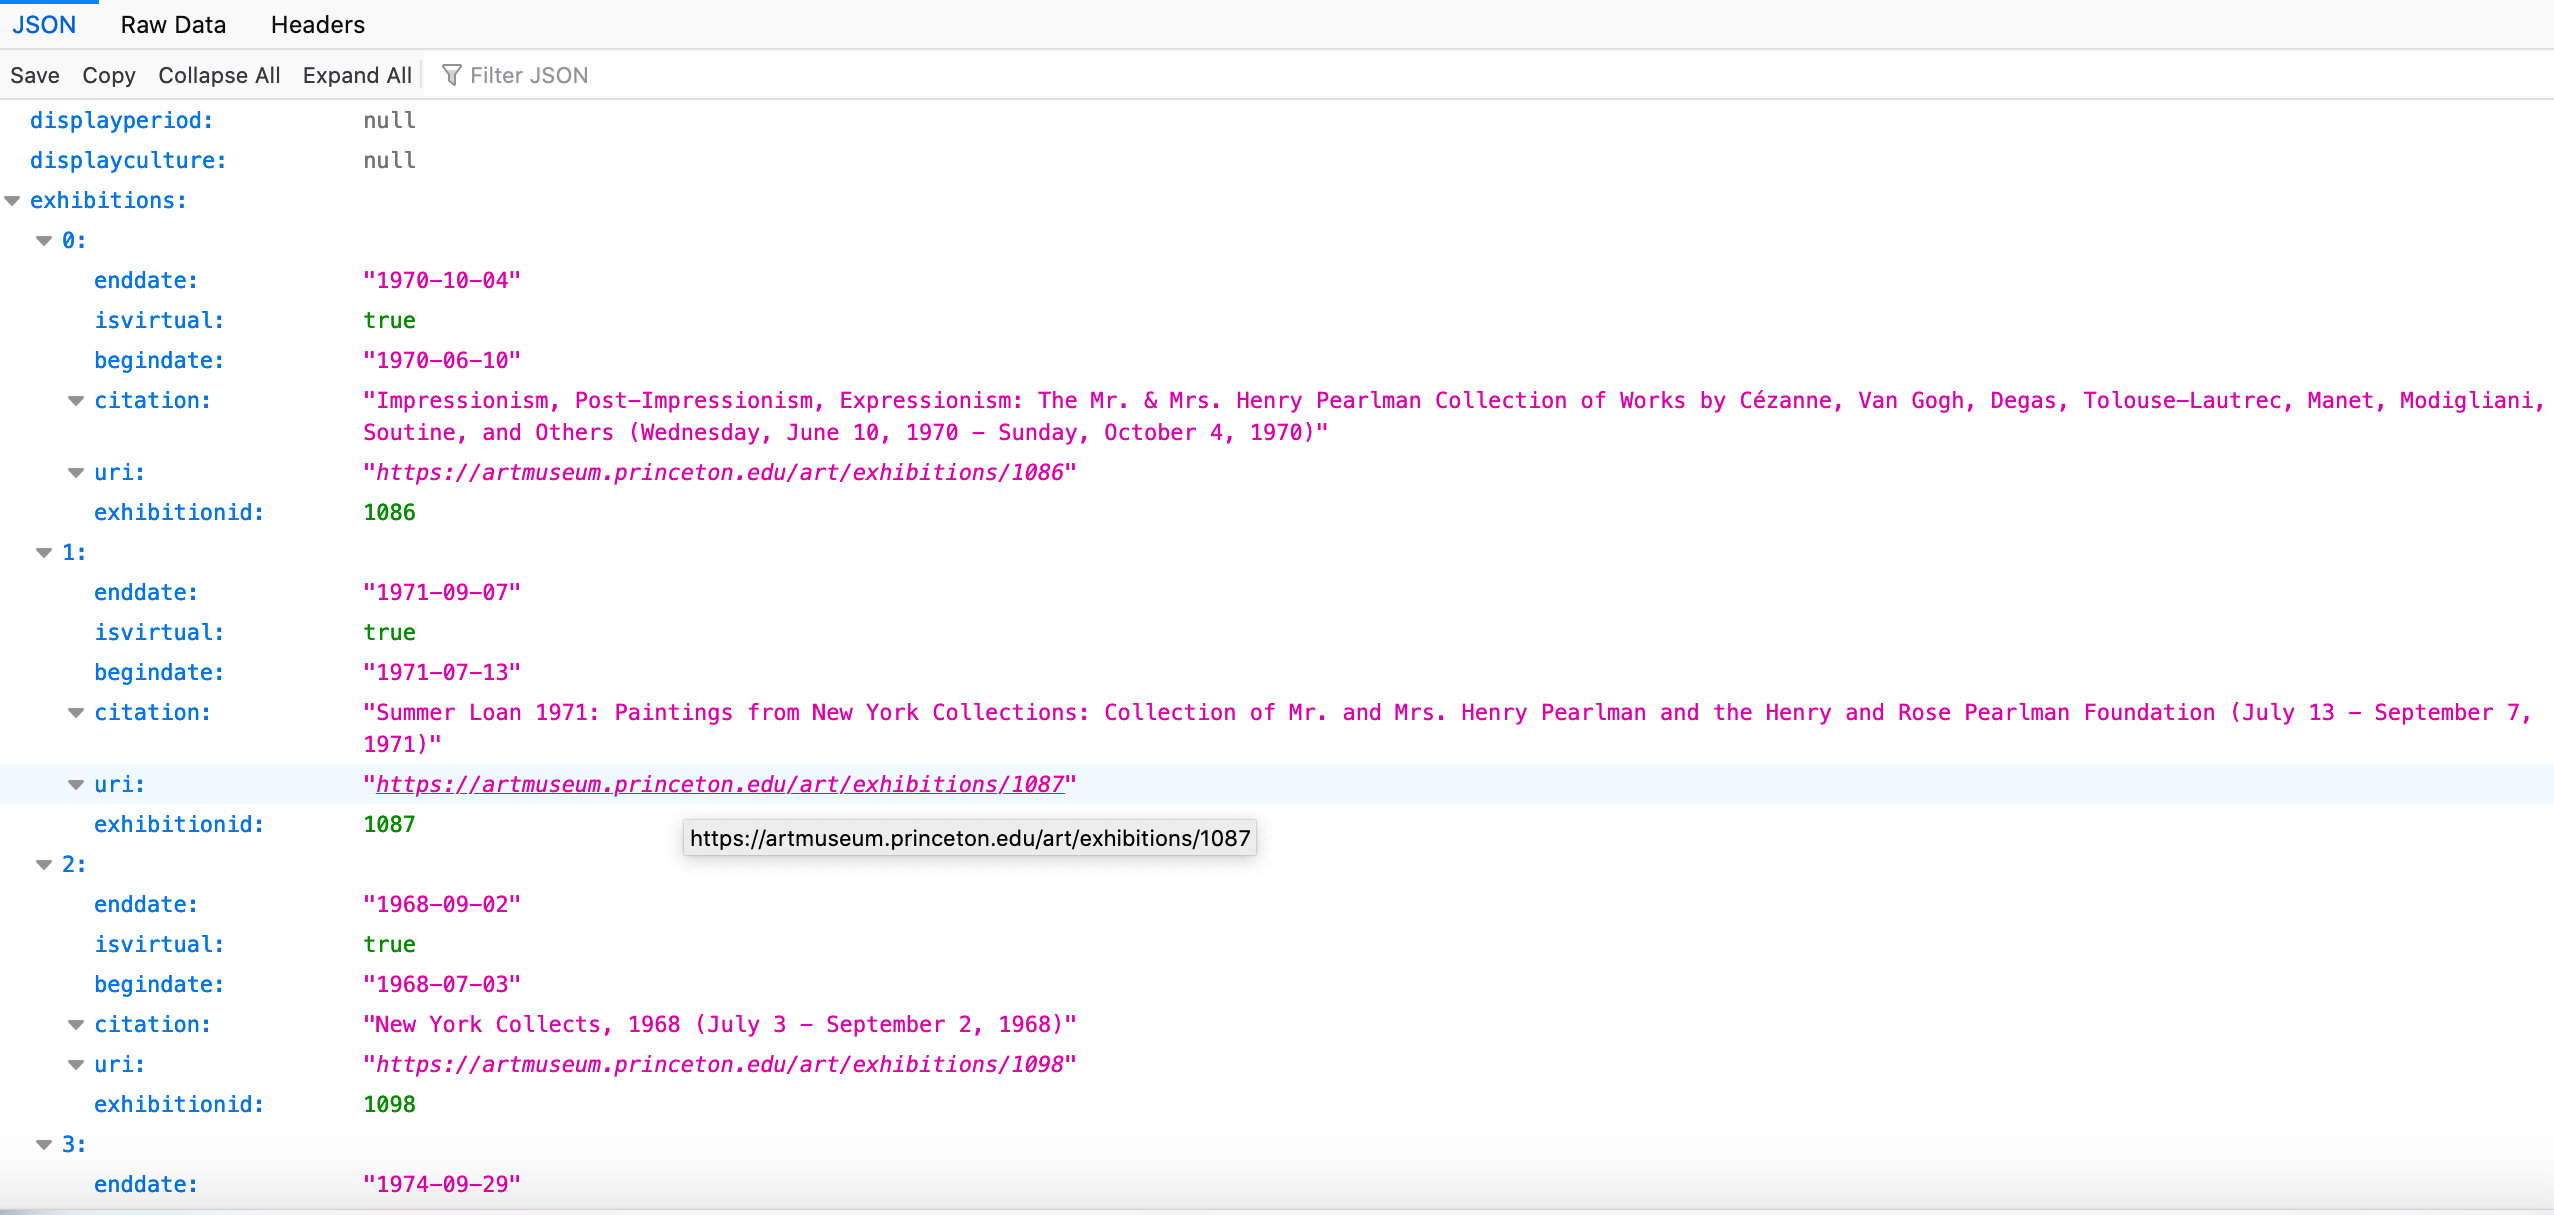 JSON Raw Data Headers
Save Copy Collapse All Expand All Filter JSON
displayperiod: null
displayculture: null
exhibitions:
0:
enddate: "1970-10-04"
isvirtual: true
begindate: "1970-06-10"
citation: "Impressionism, Post-Impressionism, Expressionism: The Mr. & Mrs. Henry Pearlman Collection of Works by Cézanne, Van Gogh, Degas, Tolouse-Lautrec, Manet, Modigliani,
Soutine, and Others (Wednesday, June 10, 1970 - Sunday, October 4, 1970)"
uri: "https://artmuseum.princeton.edu/art/exhibitions/1086"
exhibitionid: 1086
1:
enddate: "1971-09-07"
isvirtual: true
begindate: "1971-07-13"
citation: "Summer Loan 1971: Paintings from New York Collections: Collection of Mr. and Mrs. Henry Pearlman and the Henry and Rose Pearlman Foundation (July 13 - September 7,
1971)"
uri: "https://artmuseum.princeton.edu/art/exhibitions/1087"
exhibitionid: 1087
https://artmuseum.princeton.edu/art/exhibitions/1087
2:
enddate: "1968-09-02"
isvirtual: true
begindate: "1968-07-03"
citation: "New York Collects, 1968 (July 3 - September 2, 1968)"
uri: "https://artmuseum.princeton.edu/art/exhibitions/1098"
exhibitionid: 1098
3:
enddate: "1974-09-29"